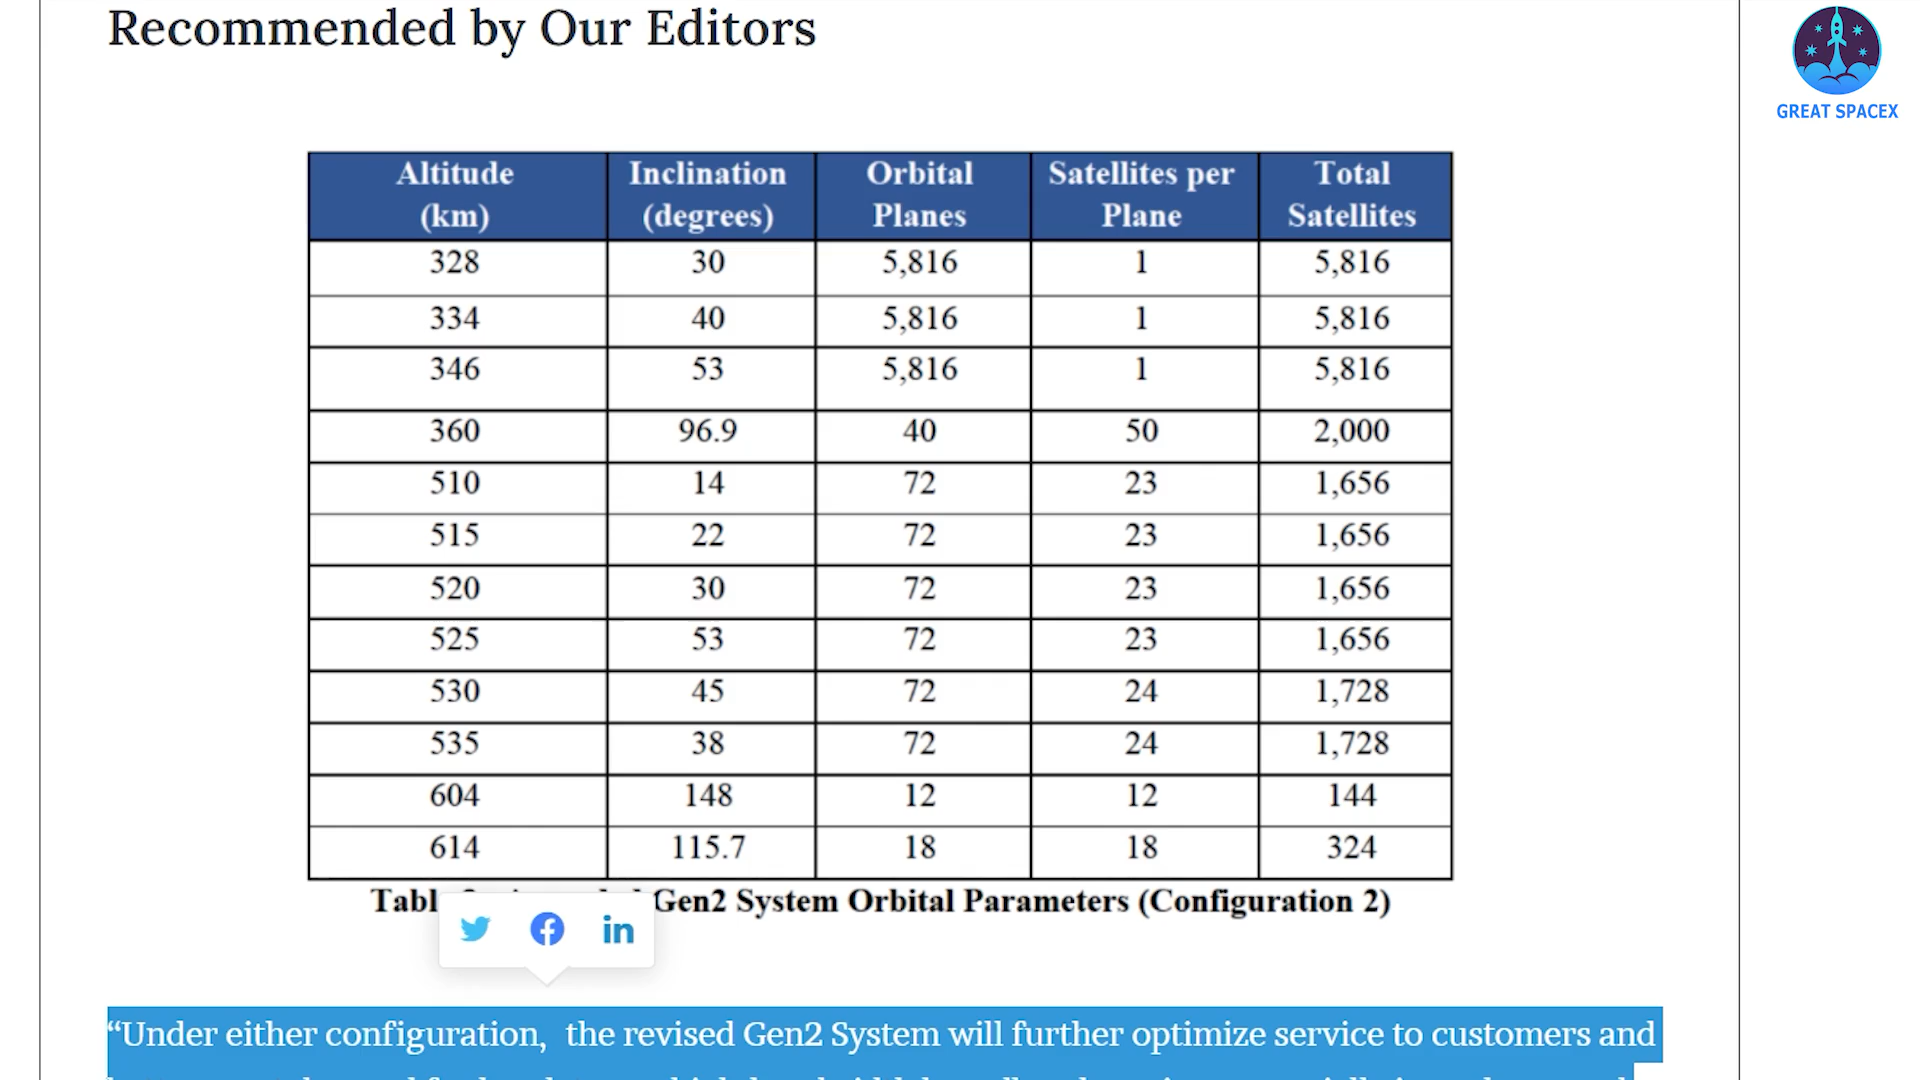 Recommended by Our Editors
GREAT SPACEX
Altitude (km) Inclination (degrees) Orbital Planes Satellites per Plane Total Satellites
328 30 5,816 1 5,816
334 40 5,816 1 5,816
346 53 5,816 1 5,816
360 96.9 40 50 2,000
510 14 72 23 1,656
515 22 72 23 1,656
520 30 72 23 1,656
525 53 72 23 1,656
530 45 72 24 1,728
535 38 72 24 1,728
604 148 12 12 144
614 115.7 18 18 324
Gen2 System Orbital Parameters (Configuration 2)
in
“Under either configuration, the revised Gen2 System will further optimize service to customers and